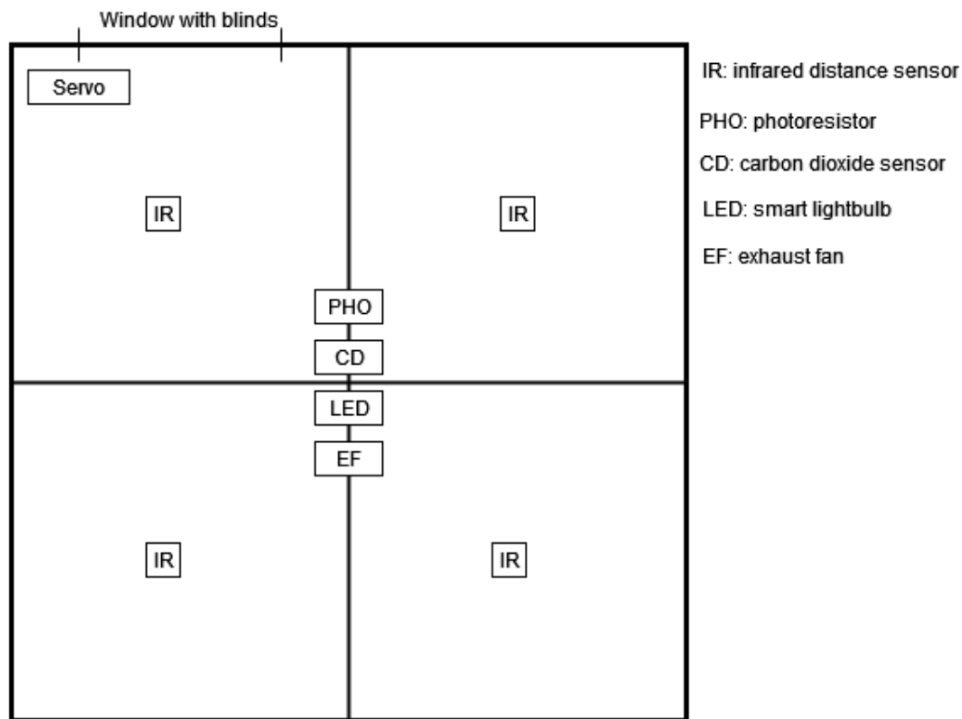 Window with blinds
Servo
IR
IR
PHO
CD
LED
EF
IR
IR
IR: infrared distance sensor
PHO: photoresistor
CD: carbon dioxide sensor
LED: smart lightbulb
EF: exhaust fan